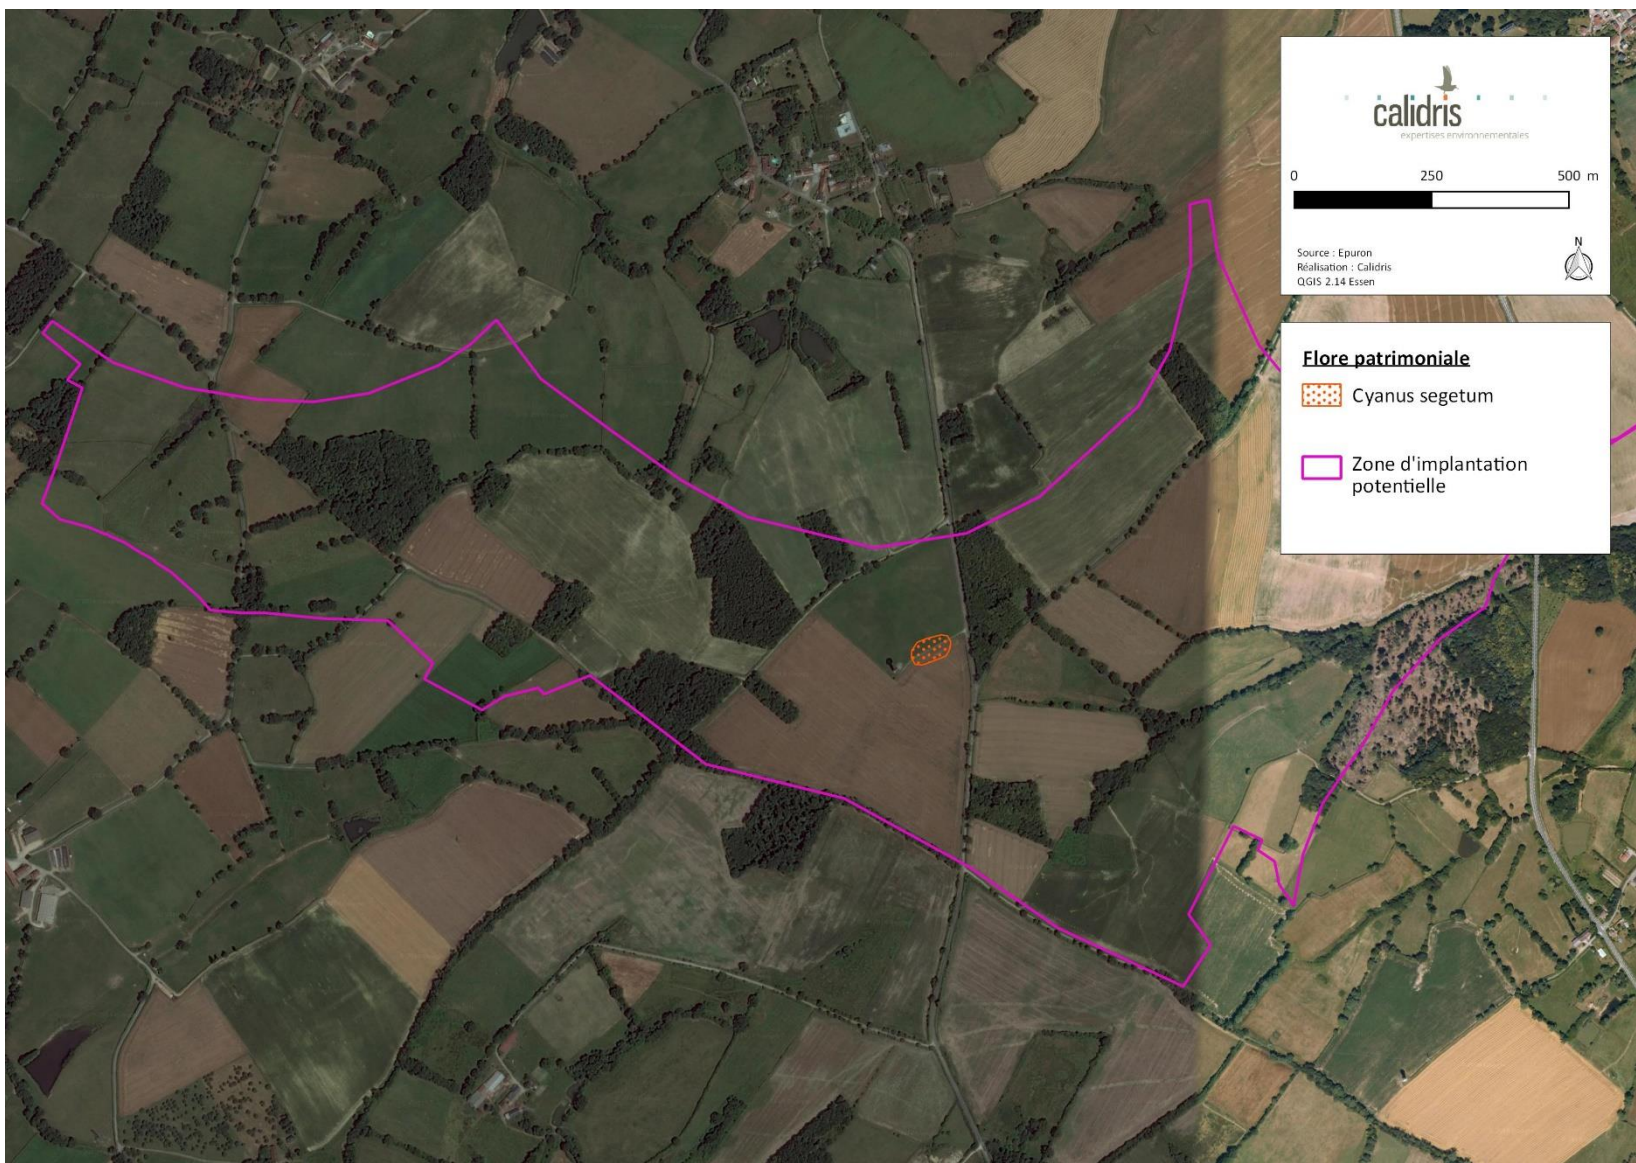 calidris
expertises environnementales
0 250 500 m
Source : Epuron
Réalisation : Calidris
QGIS 2.14 Essen
N
Flore patrimoniale
Cyanus segetum
Zone d'implantation
potentielle